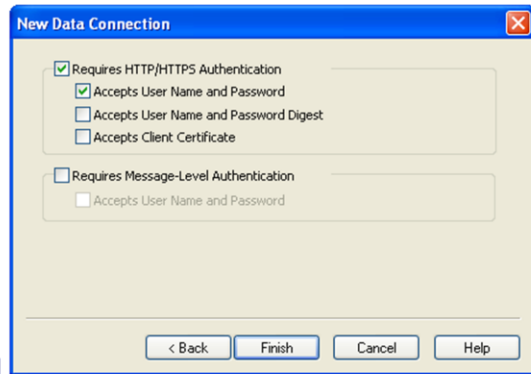 New Data Connection
Requires HTTP/HTTPS Authentication
Accepts User Name and Password
Accepts User Name and Password Digest
Accepts Client Certificate
Requires Message-Level Authentication
Accepts User Name and Password
< Back Finish Cancel Help